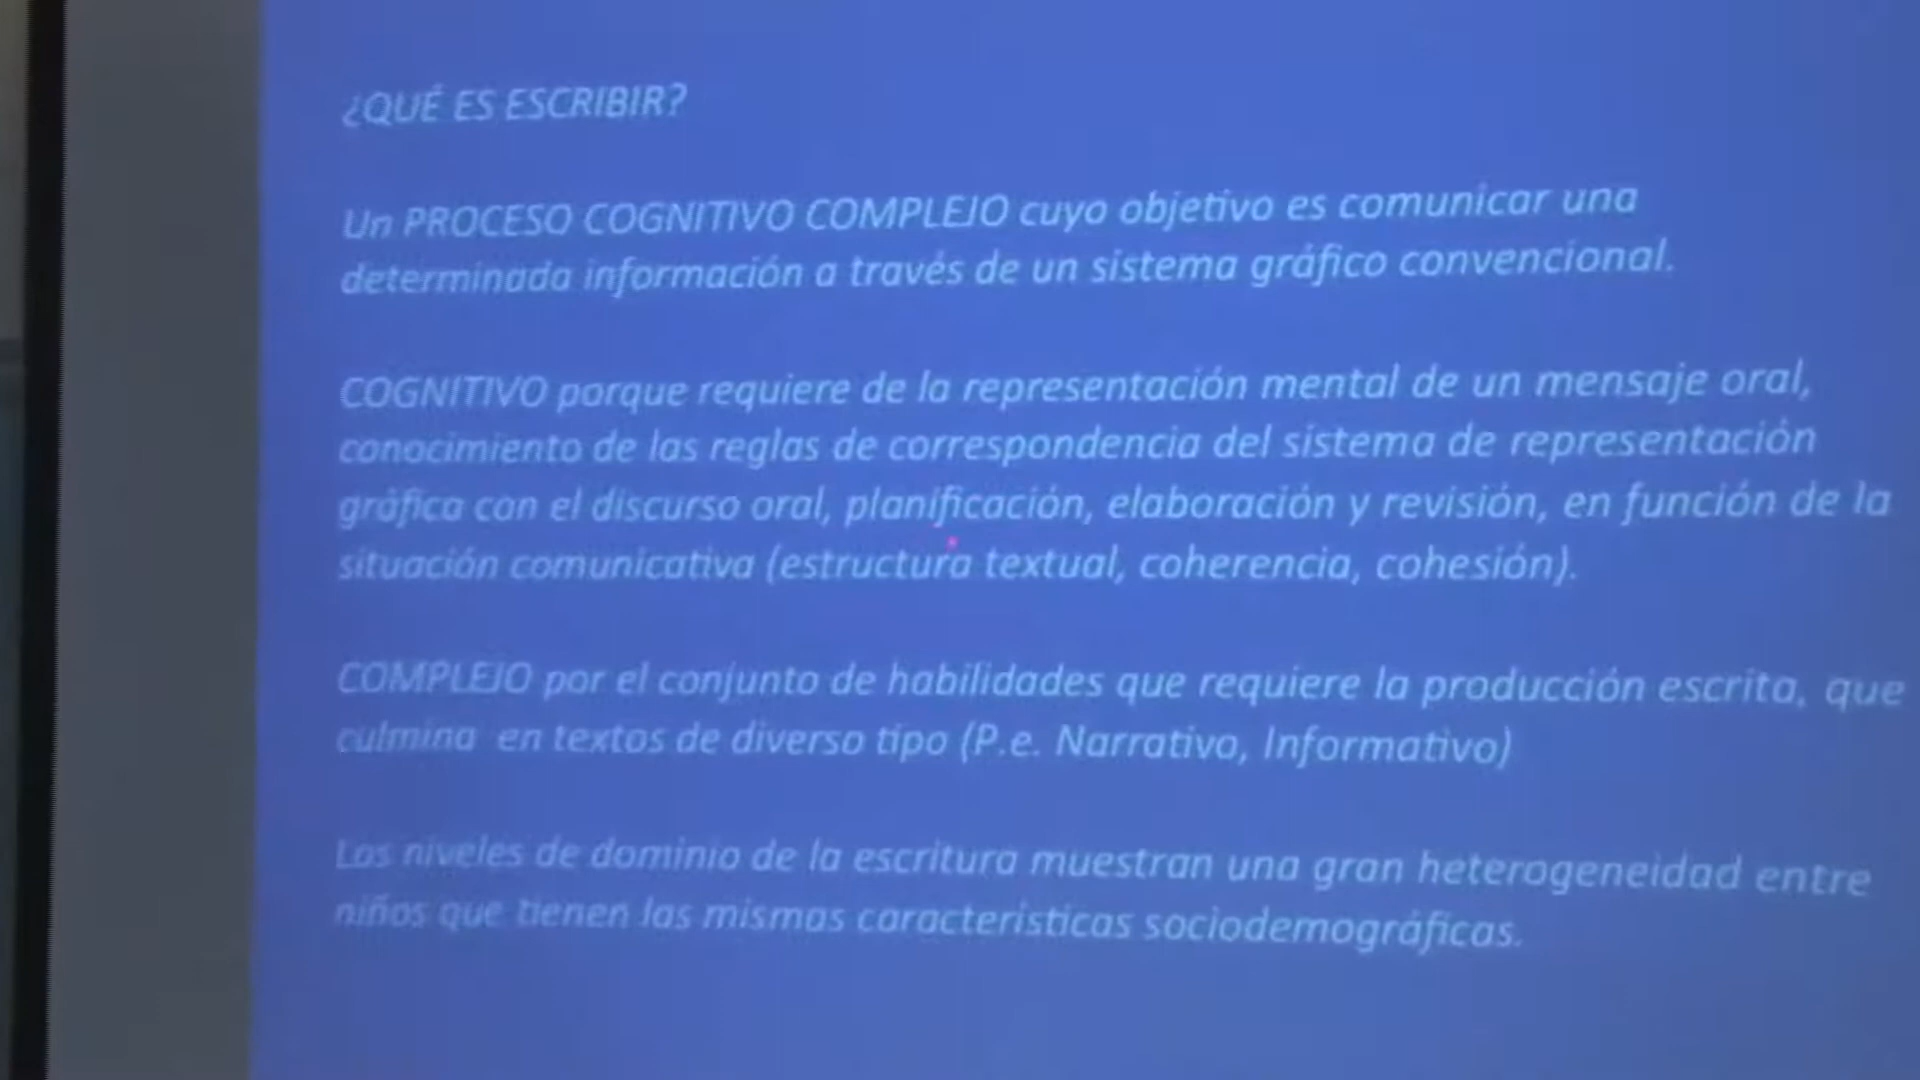 ¿QUÉ ES ESCRIBIR?
Un PROCESO COGNITIVO COMPLEJO cuyo objetivo es comunicar una
determinada información a través de un sistema gráfico convencional.
COGNITIVO porque requiere de la representación mental de un mensaje oral,
conocimiento de las reglas de correspondencia del sistema de representación
gráfica con el discurso oral, planificación, elaboración y revisión, en función de la
situación comunicativa (estructura textual, coherencia, cohesión).
COMPLEJO por el conjunto de habilidades que requiere la producción escrita, que
culmina en textos de diverso tipo (P.e. Narrativo, Informativo)
Los niveles de dominio de la escritura muestran una gran heterogeneidad entre
niños que tienen las mismas características sociodemográficas.